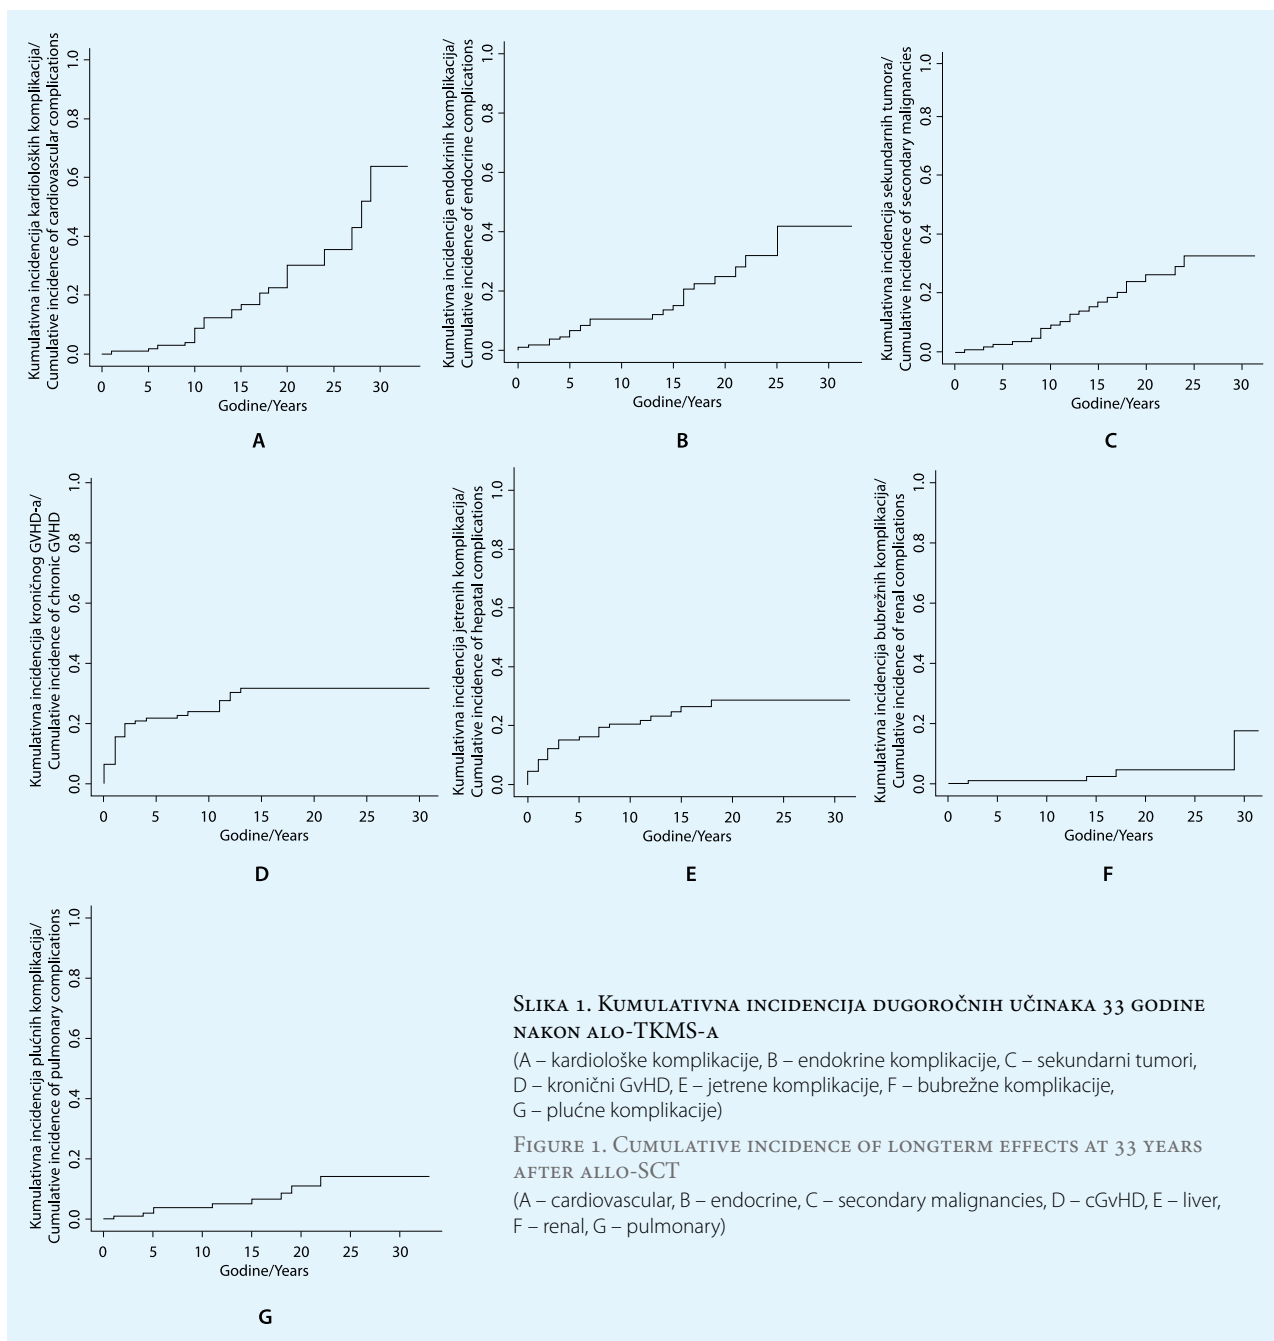 Kumulativna incidencija kardioloških komplikacija/
Cumulative incidence of cardiovascular complications
1.0
0.8
0.6
0.4
0.2
0.0
0 5 10 15 20 25 30
Godine/Years
A
Kumulativna incidencija endokrinih komplikacija/
Cumulative incidence of endocrine complications
1.0
0.8
0.6
0.4
0.2
0.0
0 5 10 15 20 25 30
Godine/Years
B
Kumulativna incidencija sekundarnih tumora/
Cumulative incidence of secondary malignancies
1.0
0.8
0.6
0.4
0.2
0.0
0 5 10 15 20 25 30
Godine/Years
C
Kumulativna incidencija kroničnog GVHD-a/
Cumulative incidence of chronic GVHD
1.0
0.8
0.6
0.4
0.2
0.0
0 5 10 15 20 25 30
Godine/Years
D
Kumulativna incidencija jetrenih komplikacija/
Cumulative incidence of hepatal complications
1.0
0.8
0.6
0.4
0.2
0.0
0 5 10 15 20 25 30
Godine/Years
E
Kumulativna incidencija bubrežnih komplikacija/
Cumulative incidence of renal complications
1.0
0.8
0.6
0.4
0.2
0.0
0 5 10 15 20 25 30
Godine/Years
F
Kumulativna incidencija plućnih komplikacija/
Cumulative incidence of pulmonary complications
1.0
0.8
0.6
0.4
0.2
0.0
0 5 10 15 20 25 30
Godine/Years
G
Slika 1. Kumulativna incidencija dugoročnih učinaka 33 godine
nakon alo-TKMS-a
(A – kardiološke komplikacije, B – endokrine komplikacije, C – sekundarni tumori,
D – kronični GvHD, E – jetrene komplikacije, F – bubrežne komplikacije,
G – plućne komplikacije)
Figure 1. Cumulative incidence of longterm effects at 33 years
after allo-SCT
(A – cardiovascular, B – endocrine, C – secondary malignancies, D – cGvHD, E – liver,
F – renal, G – pulmonary)